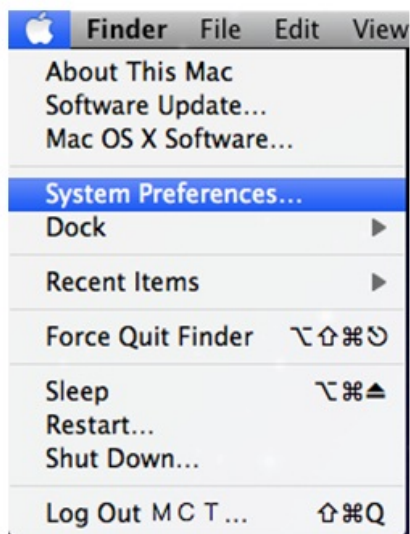 Finder File Edit View
About This Mac
Software Update...
Mac OS X Software...
System Preferences...
Dock ▶
Recent Items ▶
Force Quit Finder ⌥⇧⌘⎋
Sleep ⌥⌘⏏
Restart...
Shut Down...
Log Out M C T ... ⇧⌘Q